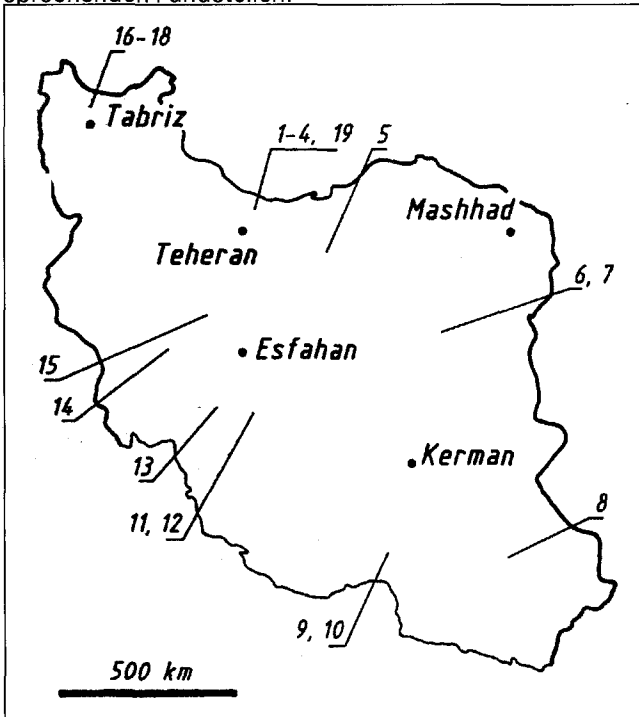 16-18
Tabriz
1-4, 19
5
Mashhad
Teheran
6, 7
Esfahan
15
14
Kerman
13
8
11, 12
9, 10
500 km